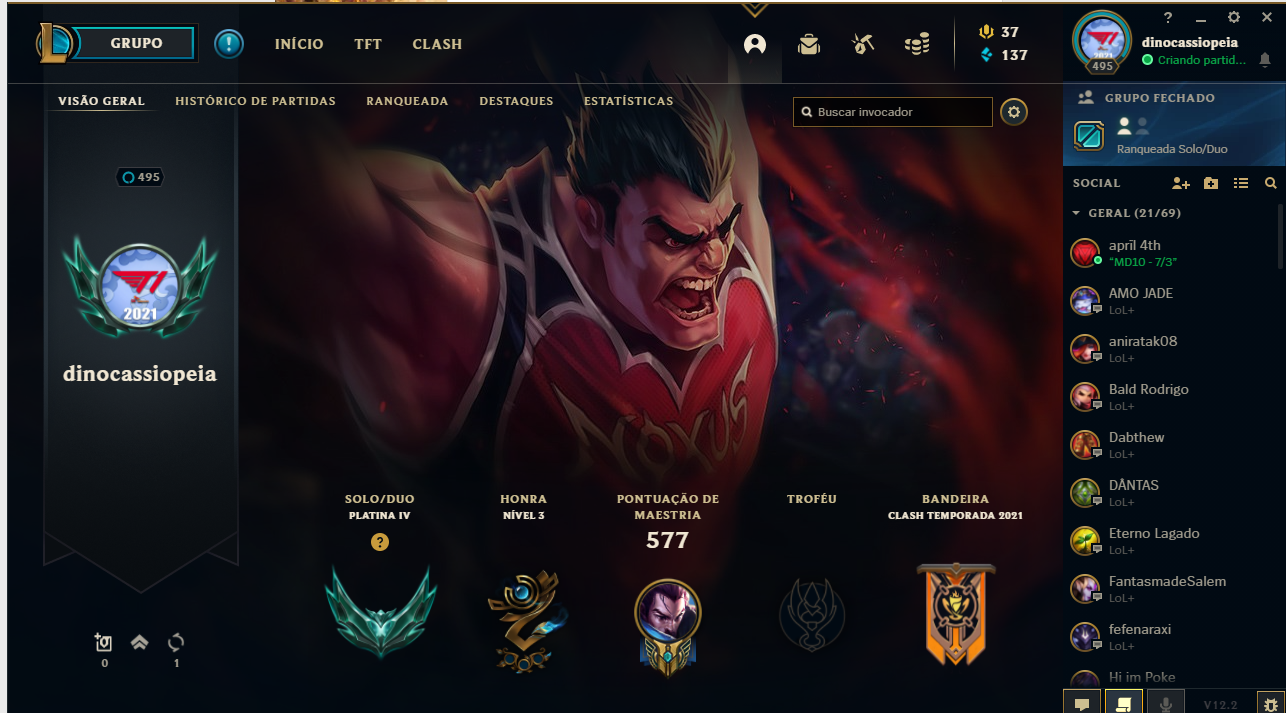 GRUPO
INÍCIO
TFT
CLASH
37
137
495
dinocassiopeia
Criando partid...
VISÃO GERAL
HISTÓRICO DE PARTIDAS
RANQUEADA
DESTAQUES
ESTATÍSTICAS
Buscar invocador
495
2021
dinocassiopeia
NOXUS
SOLO/DUO
PLATINA IV
?
HONRA
NÍVEL 3
PONTUAÇÃO DE
MAESTRIA
577
TROFÉU
BANDEIRA
CLASH TEMPORADA 2021
0
1
GRUPO FECHADO
Ranqueada Solo/Duo
SOCIAL
GERAL (21/69)
april 4th
"MD10 - 7/3"
AMO JADE
LoL+
aniratak08
LoL+
Bald Rodrigo
LoL+
Dabthew
LoL+
DÂNTAS
LoL+
Eterno Lagado
LoL+
FantasmadeSalem
LoL+
fefenaraxi
LoL+
Hi im Poke
V12.2